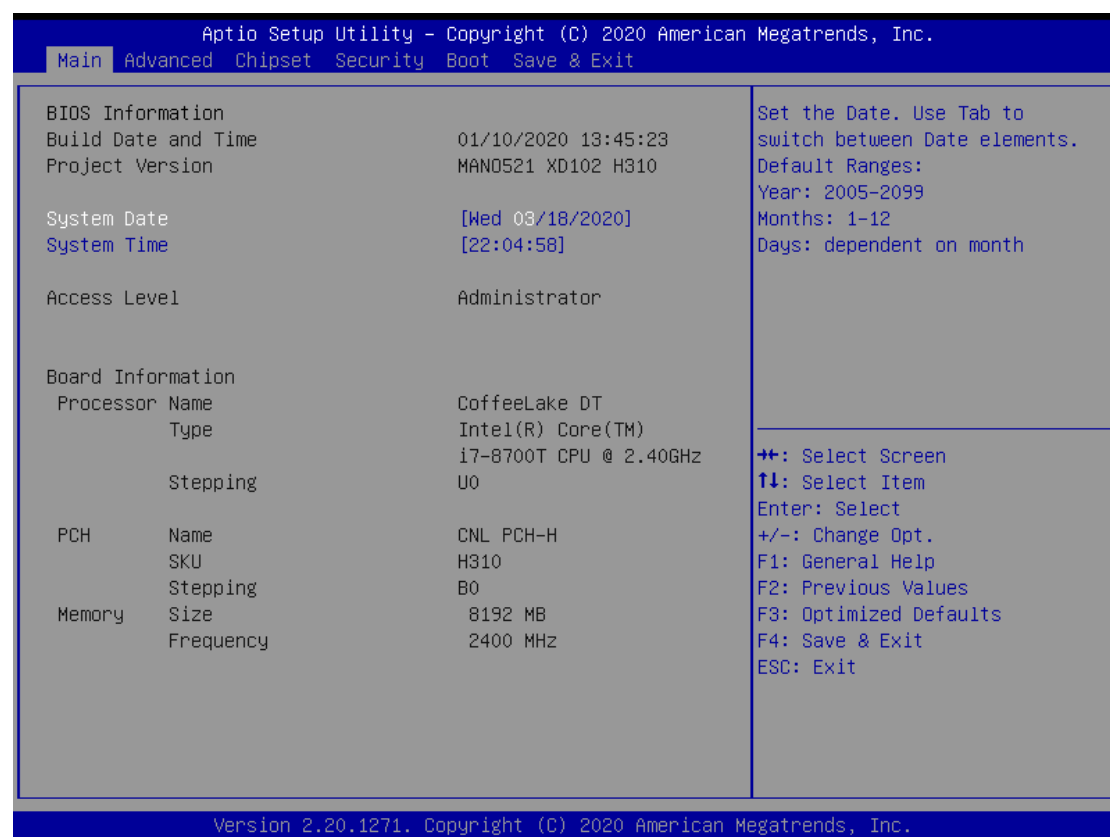 Aptio Setup Utility – Copyright (C) 2020 American Megatrends, Inc.
Main Advanced Chipset Security Boot Save & Exit
BIOS Information
Build Date and Time 01/10/2020 13:45:23
Project Version MANO521 XD102 H310
System Date [Wed 03/18/2020]
System Time [22:04:58]
Access Level Administrator
Board Information
Processor Name CoffeeLake DT
Type Intel(R) Core(TM)
i7-8700T CPU @ 2.40GHz
Stepping U0
PCH Name CNL PCH-H
SKU H310
Stepping B0
Memory Size 8192 MB
Frequency 2400 MHz
Set the Date. Use Tab to
switch between Date elements.
Default Ranges:
Year: 2005-2099
Months: 1-12
Days: dependent on month
→←: Select Screen
↑↓: Select Item
Enter: Select
+/-: Change Opt.
F1: General Help
F2: Previous Values
F3: Optimized Defaults
F4: Save & Exit
ESC: Exit
Version 2.20.1271. Copyright (C) 2020 American Megatrends, Inc.